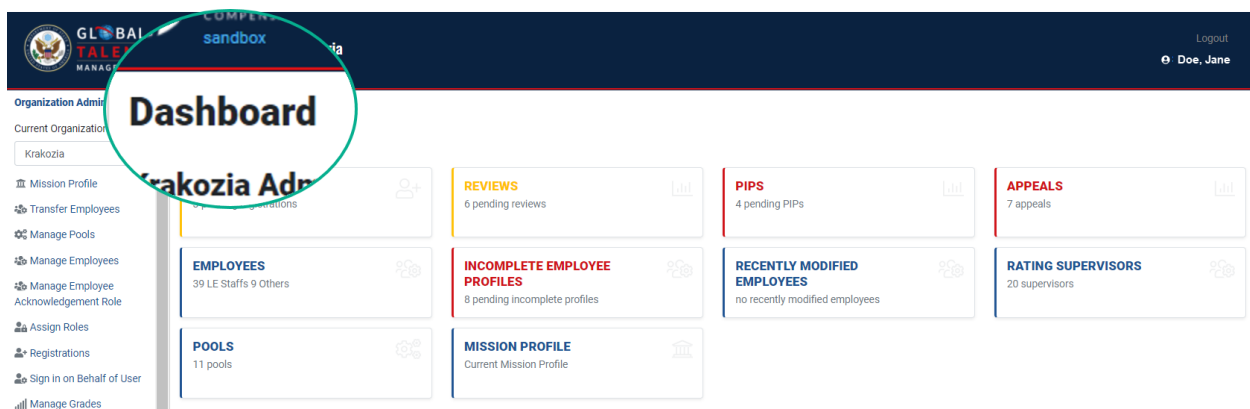 GLOBAL
TALE
MANAG
COMPENS
sandbox
ia
Logout
Doe, Jane
Dashboard
Krakozia Adm
Organization Admin
Current Organization
Krakozia
Mission Profile
Transfer Employees
Manage Pools
Manage Employees
Manage Employee
Acknowledgement Role
Assign Roles
Registrations
Sign in on Behalf of User
Manage Grades
REVIEWS
6 pending reviews
PIPS
4 pending PIPs
APPEALS
7 appeals
EMPLOYEES
39 LE Staffs 9 Others
INCOMPLETE EMPLOYEE
PROFILES
8 pending incomplete profiles
RECENTLY MODIFIED
EMPLOYEES
no recently modified employees
RATING SUPERVISORS
20 supervisors
POOLS
11 pools
MISSION PROFILE
Current Mission Profile